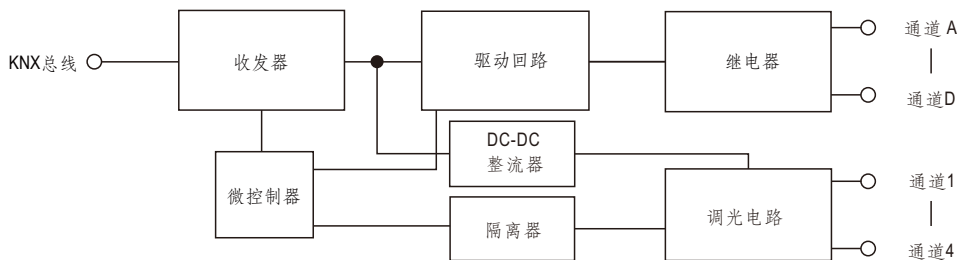 KNX总线
收发器
驱动回路
继电器
通道 A
通道D
DC-DC
整流器
微控制器
隔离器
调光电路
通道1
通道4